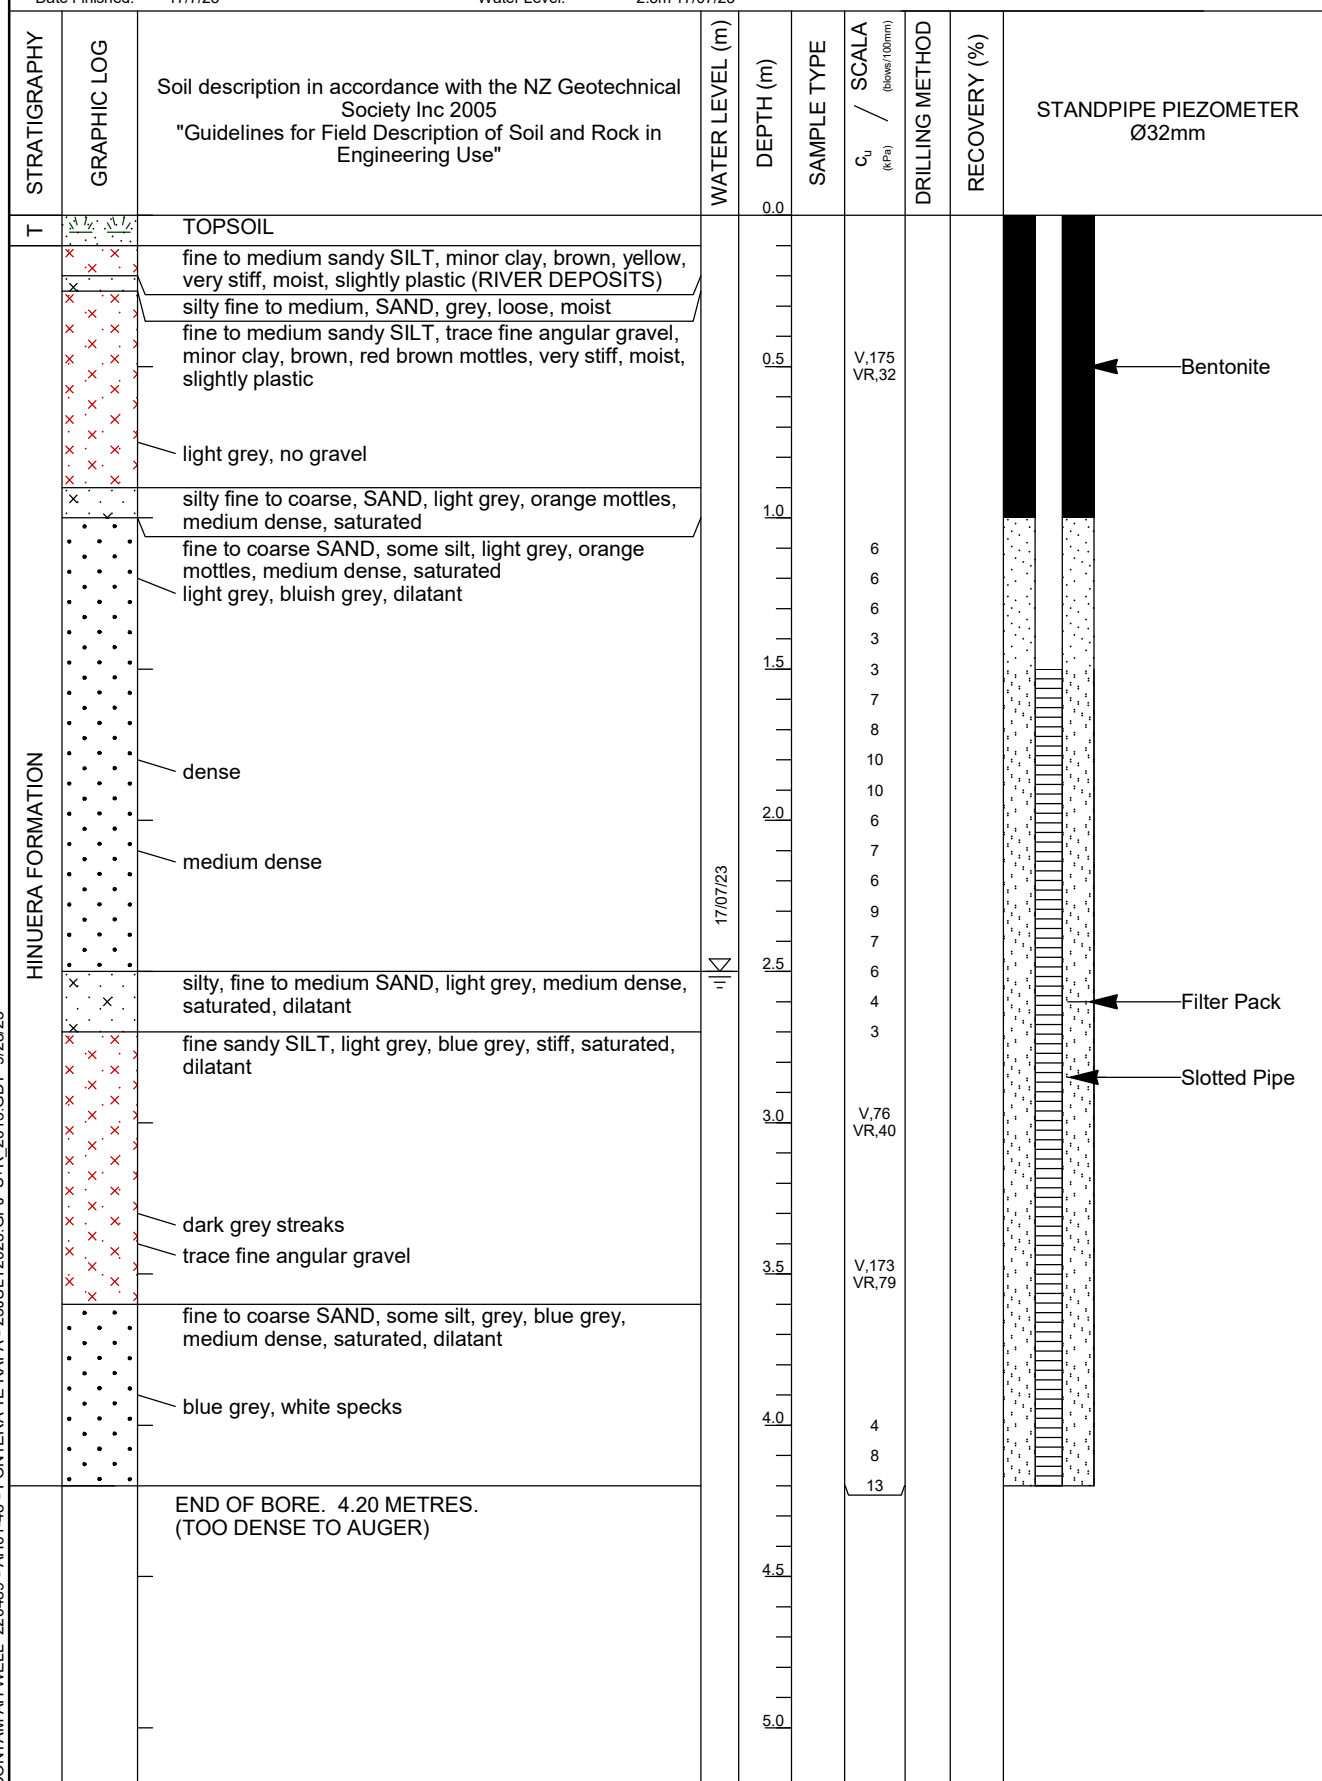 STRATIGRAPHY
GRAPHIC LOG
Soil description in accordance with the NZ Geotechnical
Society Inc 2005
"Guidelines for Field Description of Soil and Rock in
Engineering Use"
WATER LEVEL (m)
DEPTH (m)
SAMPLE TYPE
cu / SCALA
(kPa) (blows/100mm)
DRILLING METHOD
RECOVERY (%)
STANDPIPE PIEZOMETER
Ø32mm
0.0
T
TOPSOIL
fine to medium sandy SILT, minor clay, brown, yellow,
very stiff, moist, slightly plastic (RIVER DEPOSITS)
silty fine to medium, SAND, grey, loose, moist
fine to medium sandy SILT, trace fine angular gravel,
minor clay, brown, red brown mottles, very stiff, moist,
slightly plastic
0.5
V,175
VR,32
Bentonite
light grey, no gravel
silty fine to coarse, SAND, light grey, orange mottles,
medium dense, saturated
1.0
fine to coarse SAND, some silt, light grey, orange
mottles, medium dense, saturated
light grey, bluish grey, dilatant
6
6
6
3
1.5
3
7
8
dense
10
10
2.0
6
7
medium dense
6
9
7
HINUERA FORMATION
17/07/23
2.5
6
silty, fine to medium SAND, light grey, medium dense,
saturated, dilatant
4
Filter Pack
3
fine sandy SILT, light grey, blue grey, stiff, saturated,
dilatant
Slotted Pipe
3.0
V,76
VR,40
dark grey streaks
trace fine angular gravel
3.5
V,173
VR,79
fine to coarse SAND, some silt, grey, blue grey,
medium dense, saturated, dilatant
blue grey, white specks
4.0
4
8
13
END OF BORE. 4.20 METRES.
(TOO DENSE TO AUGER)
4.5
5.0